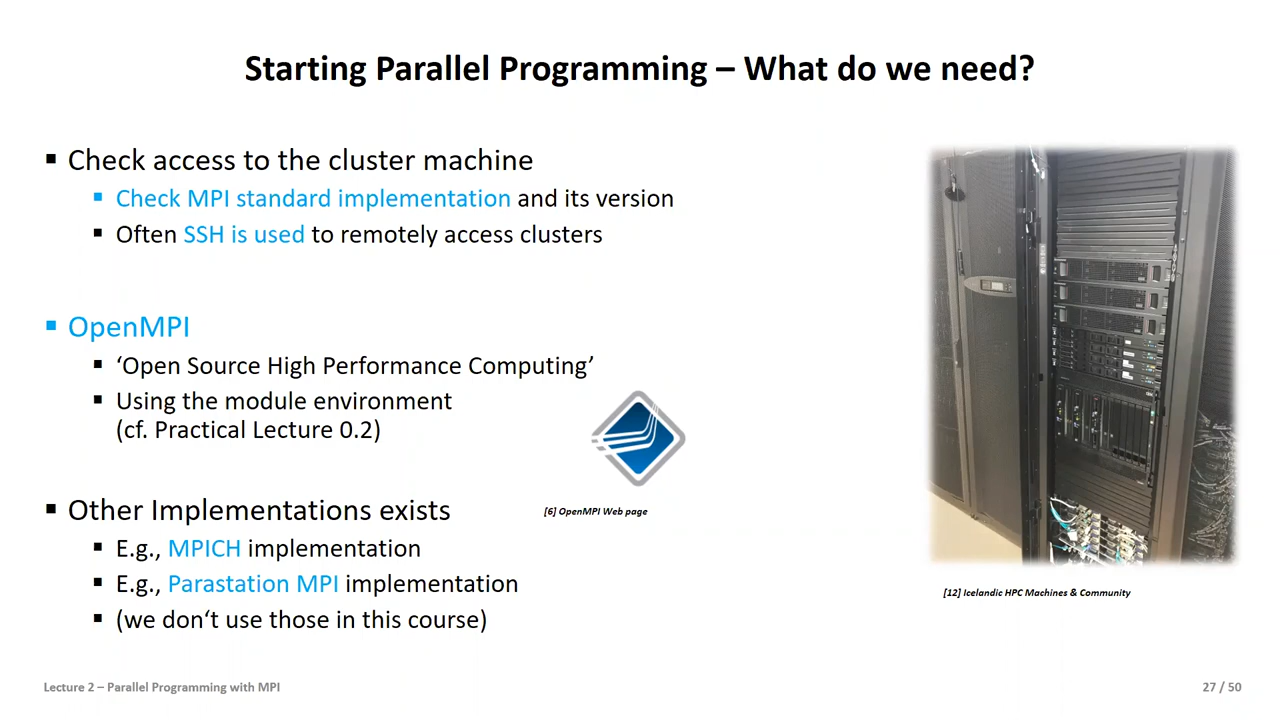 Starting Parallel Programming – What do we need?
▪ Check access to the cluster machine
▪ Check MPI standard implementation and its version
▪ Often SSH is used to remotely access clusters
▪ OpenMPI
▪ ‘Open Source High Performance Computing’
▪ Using the module environment
(cf. Practical Lecture 0.2)
▪ Other Implementations exists
▪ E.g., MPICH implementation
▪ E.g., Parastation MPI implementation
▪ (we don‘t use those in this course)
[6] OpenMPI Web page
[12] Icelandic HPC Machines & Community
Lecture 2 – Parallel Programming with MPI
27 / 50